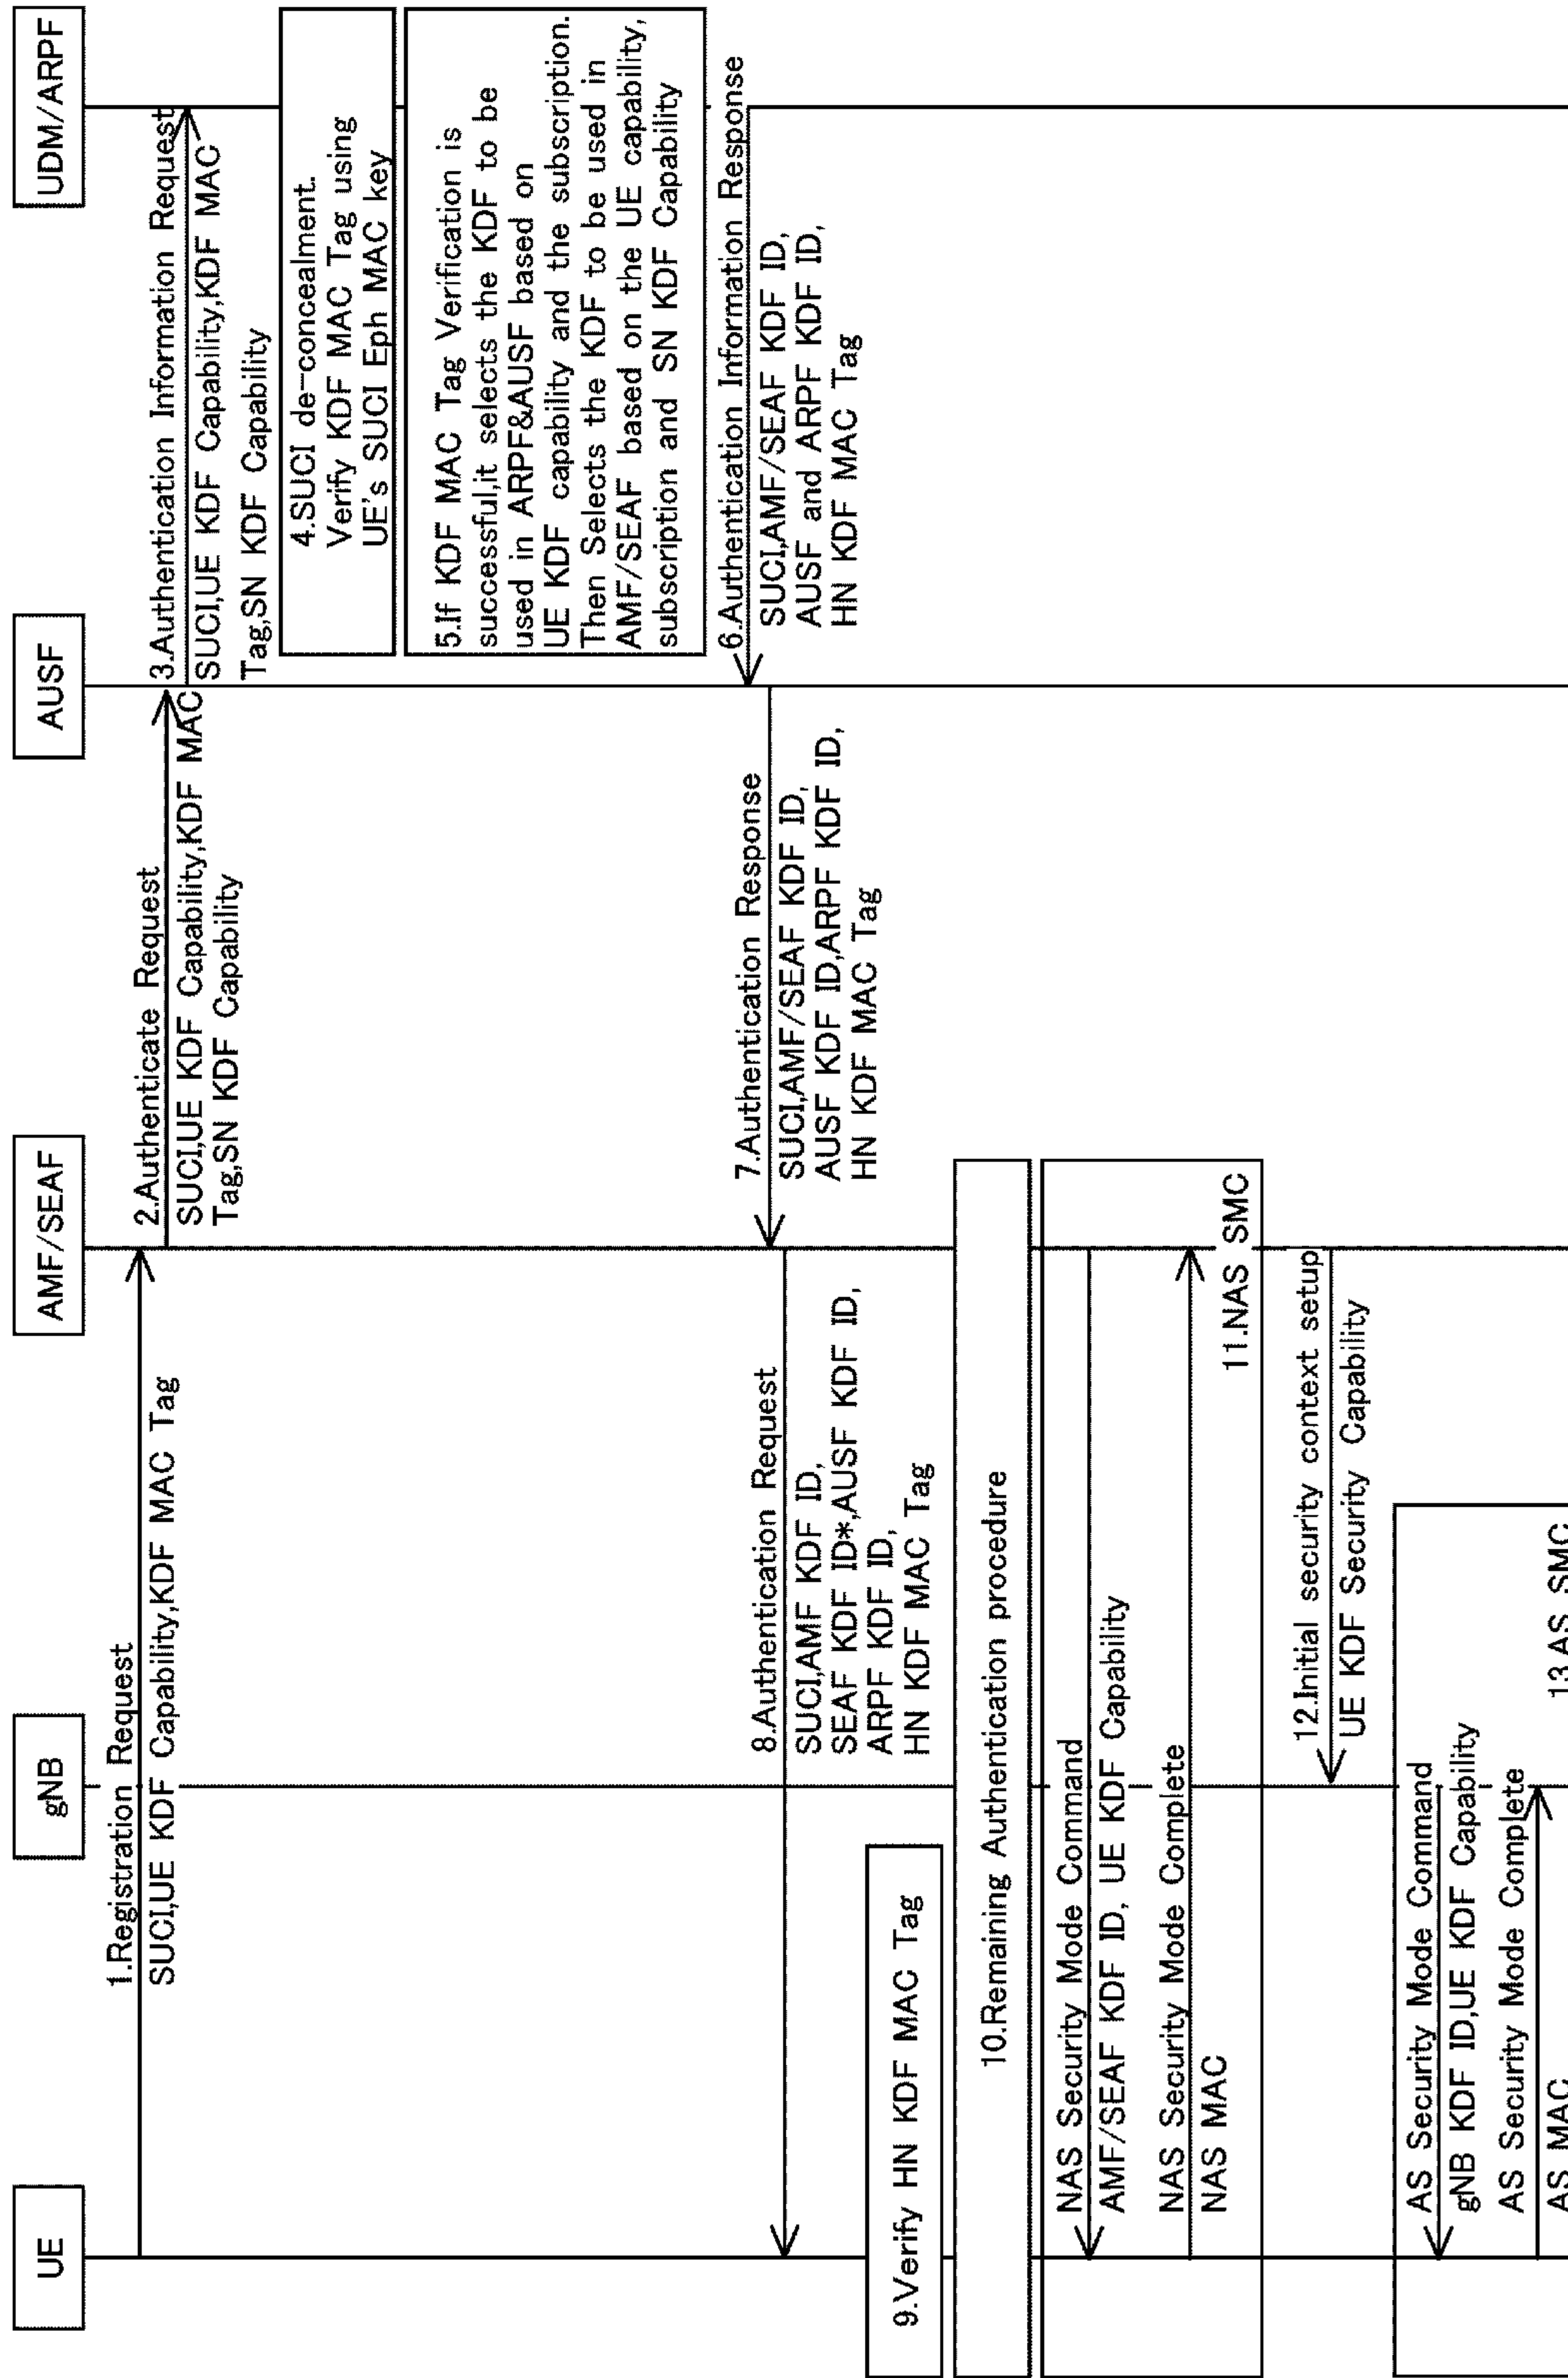 UE
gNB
AMF/SEAF
AUSF
UDM/ARPF
1.Registration Request
SUCI,UE KDF Capability,KDF MAC Tag
2.Authenticate Request
SUCI,UE KDF Capability,KDF MAC
Tag,SN KDF Capability
3.Authentication Information Request
SUCI,UE KDF Capability,KDF MAC
Tag,SN KDF Capability
4.SUCI de-concealment.
Verify KDF MAC Tag using
UE's SUCI Eph MAC key
5.If KDF MAC Tag Verification is
successful,it selects the KDF to be
used in ARPF&AUSF based on
UE KDF capability and the subscription.
Then Selects the KDF to be used in
AMF/SEAF based on the UE capability,
subscription and SN KDF Capability
6.Authentication Information Response
SUCI,AMF/SEAF KDF ID,
AUSF and ARPF KDF ID,
HN KDF MAC Tag
7.Authentication Response
SUCI,AMF/SEAF KDF ID,
AUSF KDF ID,ARPF KDF ID,
HN KDF MAC Tag
8.Authentication Request
SUCI,AMF KDF ID,
SEAF KDF ID*,AUSF KDF ID,
ARPF KDF ID,
HN KDF MAC Tag
9.Verify HN KDF MAC Tag
10.Remaining Authentication procedure
NAS Security Mode Command
AMF/SEAF KDF ID, UE KDF Capability
NAS Security Mode Complete
NAS MAC
11.NAS SMC
12.Initial security context setup
UE KDF Security Capability
AS Security Mode Command
gNB KDF ID,UE KDF Capability
AS Security Mode Complete
AS MAC
13.AS SMC